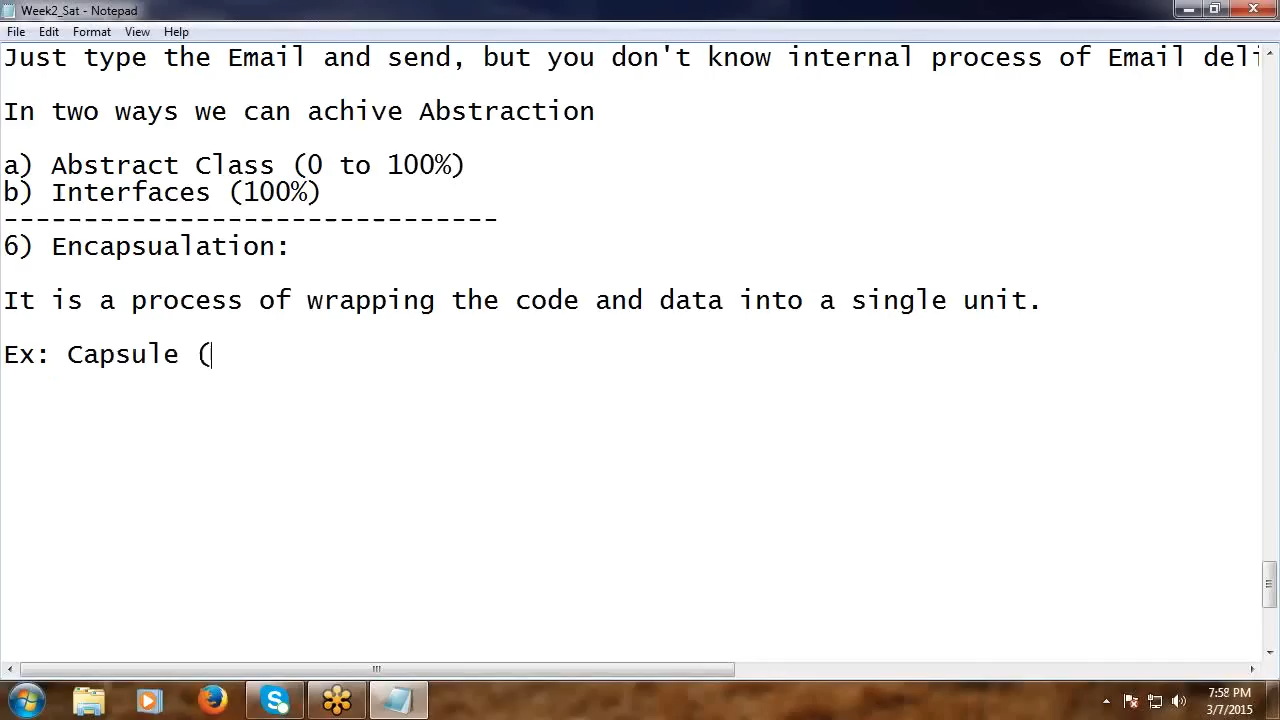 Week2_Sat - Notepad
File Edit Format View Help
Just type the Email and send, but you don't know internal process of Email deli
In two ways we can achive Abstraction
a) Abstract Class (0 to 100%)
b) Interfaces (100%)
-------------------------------
6) Encapsualation:
It is a process of wrapping the code and data into a single unit.
Ex: Capsule (
7:58 PM
3/7/2015